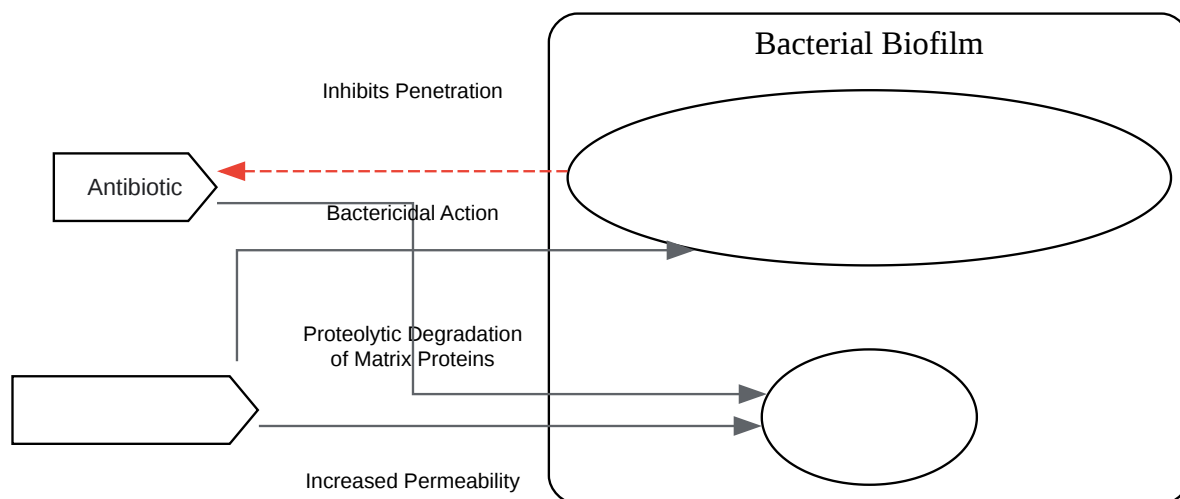 Bacterial Biofilm
Inhibits Penetration
Antibiotic
Bactericidal Action
Proteolytic Degradation
of Matrix Proteins
Increased Permeability